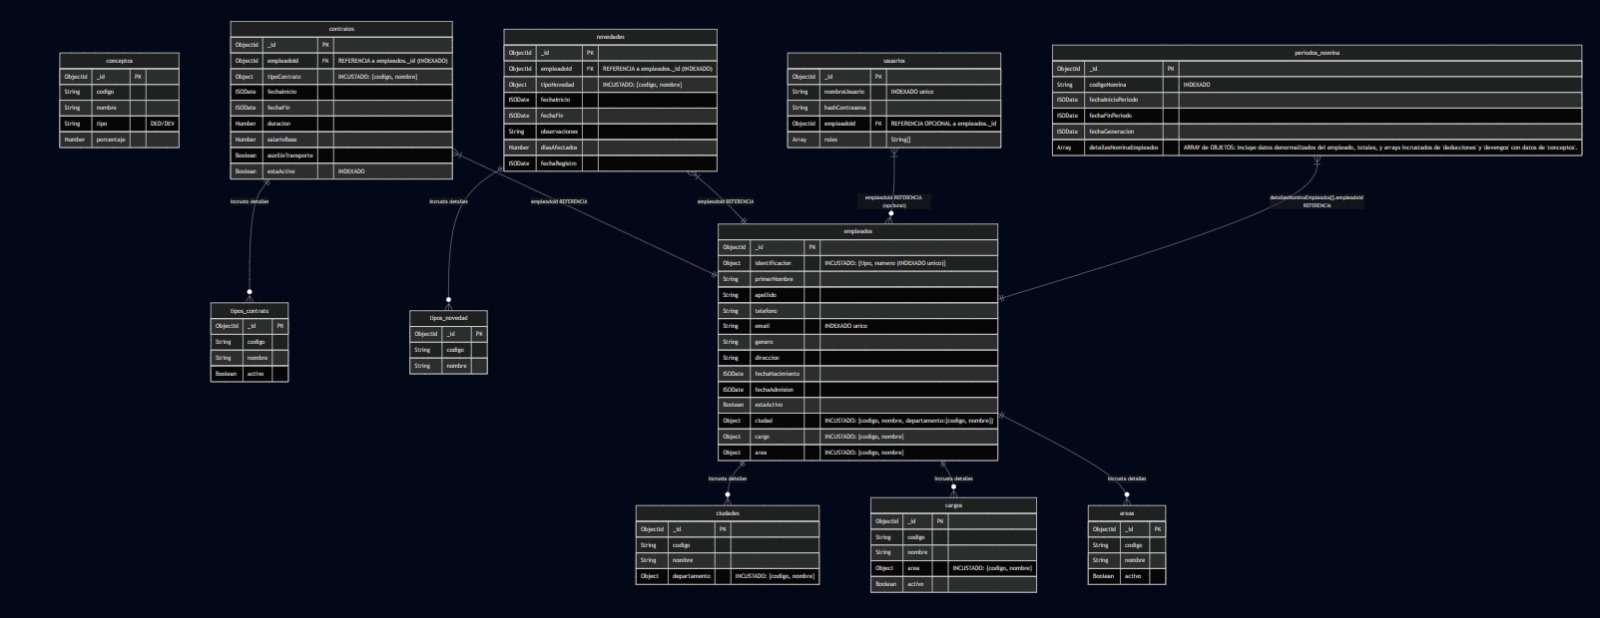 conceptos
ObjectId _id PK
String codigo
String nombre
String tipo DED/DEV
Number porcentaje
contratos
ObjectId _id PK
ObjectId empleadoId FK REFERENCIA a empleados._id (INDEXADO)
Object tipoContrato INCUSTADO: [codigo, nombre]
ISODate fechaInicio
ISODate fechaFin
Number duracion
Number salarioBase
Boolean auxilioTransporte
Boolean estaActivo INDEXADO
novedades
ObjectId _id PK
ObjectId empleadoId FK REFERENCIA a empleados._id (INDEXADO)
Object tipoNovedad INCUSTADO: [codigo, nombre]
ISODate fechaInicio
ISODate fechaFin
String observaciones
Number diasAfectados
ISODate fechaRegistro
usuarios
ObjectId _id PK
String nombreUsuario INDEXADO unico
String hashContrasena
ObjectId empleadoId FK REFERENCIA OPCIONAL a empleados._id
Array roles String[]
periodos_nomina
ObjectId _id PK
String codigoNomina INDEXADO
ISODate fechaInicioPeriodo
ISODate fechaFinPeriodo
ISODate fechaGeneracion
Array detallesNominaEmpleados ARRAY de OBJETOS: Incluye datos denormalizados del empleado, totales, y arrays incrustados de 'deducciones' y 'devengos' con datos de 'conceptos'.
incrusta detalles
incrusta detalles
empleadoId REFERENCIA
empleadoId REFERENCIA
empleadoId REFERENCIA
(opcional)
detallesNominaEmpleados[].empleadoId
REFERENCIA
empleados
ObjectId _id PK
Object identificacion INCUSTADO: [tipo, numero (INDEXADO unico)]
String primerNombre
String apellido
String telefono
String email INDEXADO unico
String genero
String direccion
ISODate fechaNacimiento
ISODate fechaAdmision
Boolean estaActivo
Object ciudad INCUSTADO: [codigo, nombre, departamento:[codigo, nombre]]
Object cargo INCUSTADO: [codigo, nombre]
Object area INCUSTADO: [codigo, nombre]
tipos_contrato
ObjectId _id PK
String codigo
String nombre
Boolean activo
tipos_novedad
ObjectId _id PK
String codigo
String nombre
incrusta detalles
incrusta detalles
incrusta detalles
ciudades
ObjectId _id PK
String codigo
String nombre
Object departamento INCUSTADO: [codigo, nombre]
cargos
ObjectId _id PK
String codigo
String nombre
Object area INCUSTADO: [codigo, nombre]
Boolean activo
areas
ObjectId _id PK
String codigo
String nombre
Boolean activo